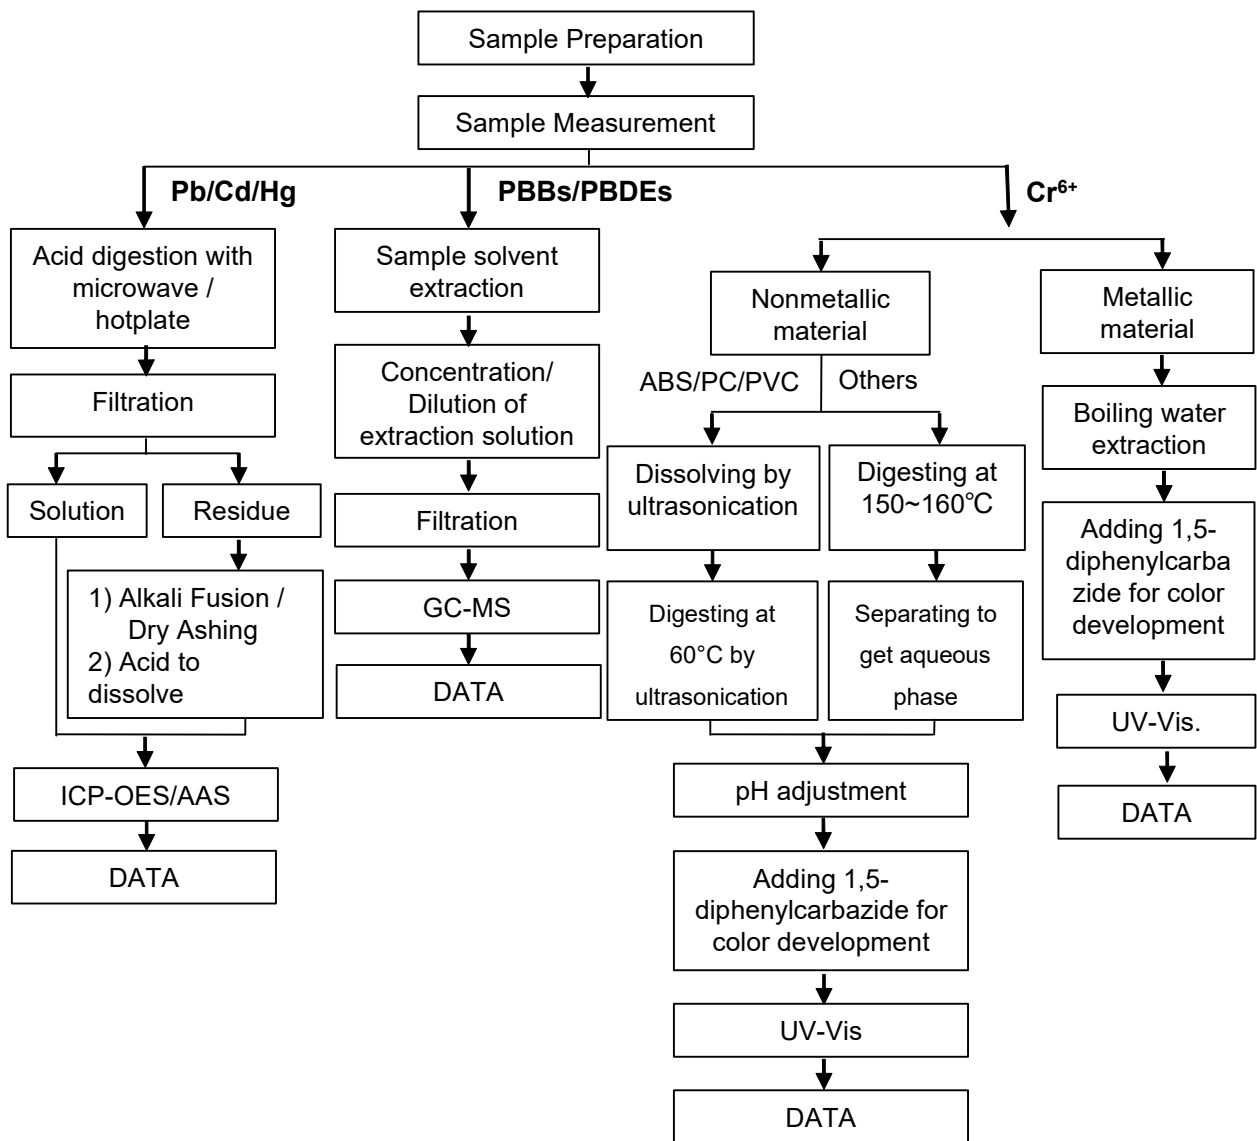 Sample Preparation
Sample Measurement
Pb/Cd/Hg
PBBs/PBDEs
Cr⁶⁺
Acid digestion with
microwave /
hotplate
Filtration
Solution
Residue
1) Alkali Fusion /
Dry Ashing
2) Acid to
dissolve
ICP-OES/AAS
DATA
Sample solvent
extraction
Concentration/
Dilution of
extraction solution
Filtration
GC-MS
DATA
Nonmetallic
material
ABS/PC/PVC
Others
Dissolving by
ultrasonication
Digesting at
60°C by
ultrasonication
Digesting at
150~160℃
Separating to
get aqueous
phase
pH adjustment
Adding 1,5-
diphenylcarbazide for
color development
UV-Vis
DATA
Metallic
material
Boiling water
extraction
Adding 1,5-
diphenylcarba
zide for color
development
UV-Vis.
DATA